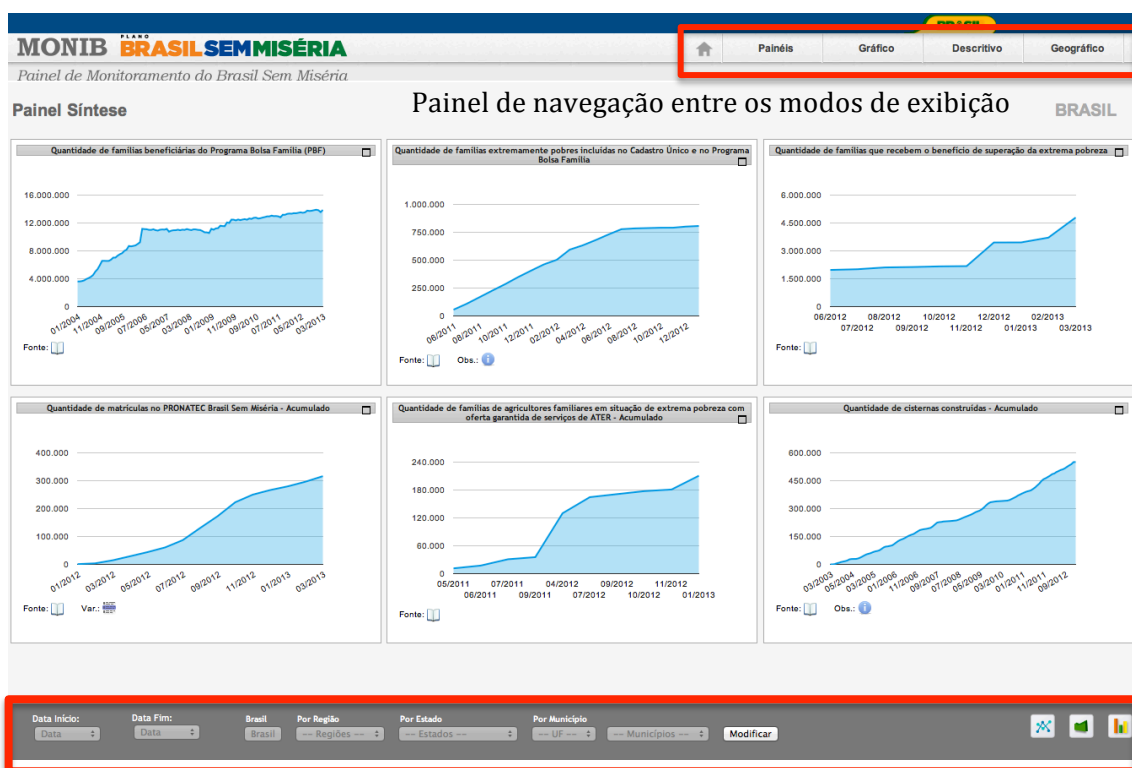 BRASIL
MONIB PLANO BRASIL SEM MISÉRIA
Painéis Gráfico Descritivo Geográfico
Painel de Monitoramento do Brasil Sem Miséria
Painel Síntese
Painel de navegação entre os modos de exibição
BRASIL
Quantidade de famílias beneficiárias do Programa Bolsa Família (PBF)
16.000.000
12.000.000
8.000.000
4.000.000
0
01/2004 11/2004 09/2005 07/2006 05/2007 03/2008 01/2009 11/2009 09/2010 07/2011 05/2012 03/2013
Fonte:
Quantidade de famílias extremamente pobres incluídas no Cadastro Único e no Programa
Bolsa Família
1.000.000
750.000
500.000
250.000
0
06/2011 08/2011 10/2011 12/2011 02/2012 04/2012 06/2012 08/2012 10/2012 12/2012
Fonte: Obs.:
Quantidade de famílias que recebem o benefício de superação da extrema pobreza
6.000.000
4.500.000
3.000.000
1.500.000
0
06/2012 08/2012 10/2012 12/2012 02/2013
07/2012 09/2012 11/2012 01/2013 03/2013
Fonte:
Quantidade de matrículas no PRONATEC Brasil Sem Miséria - Acumulado
400.000
300.000
200.000
100.000
0
01/2012 03/2012 05/2012 07/2012 09/2012 11/2012 01/2013 03/2013
Fonte: Var.:
Quantidade de famílias de agricultores familiares em situação de extrema pobreza com
oferta garantida de serviços de ATER - Acumulado
240.000
180.000
120.000
60.000
0
05/2011 07/2011 04/2012 09/2012 11/2012
06/2011 09/2011 07/2012 10/2012 01/2013
Fonte:
Quantidade de cisternas construídas - Acumulado
600.000
450.000
300.000
150.000
0
03/2003 05/2004 03/2005 01/2006 11/2006 09/2007 07/2008 05/2009 03/2010 01/2011 11/2011 09/2012
Fonte: Obs.:
Data Início: Data Fim: Brasil Por Região Por Estado Por Município
Data Data Brasil -- Regiões -- -- Estados -- -- UF -- -- Municípios -- Modificar